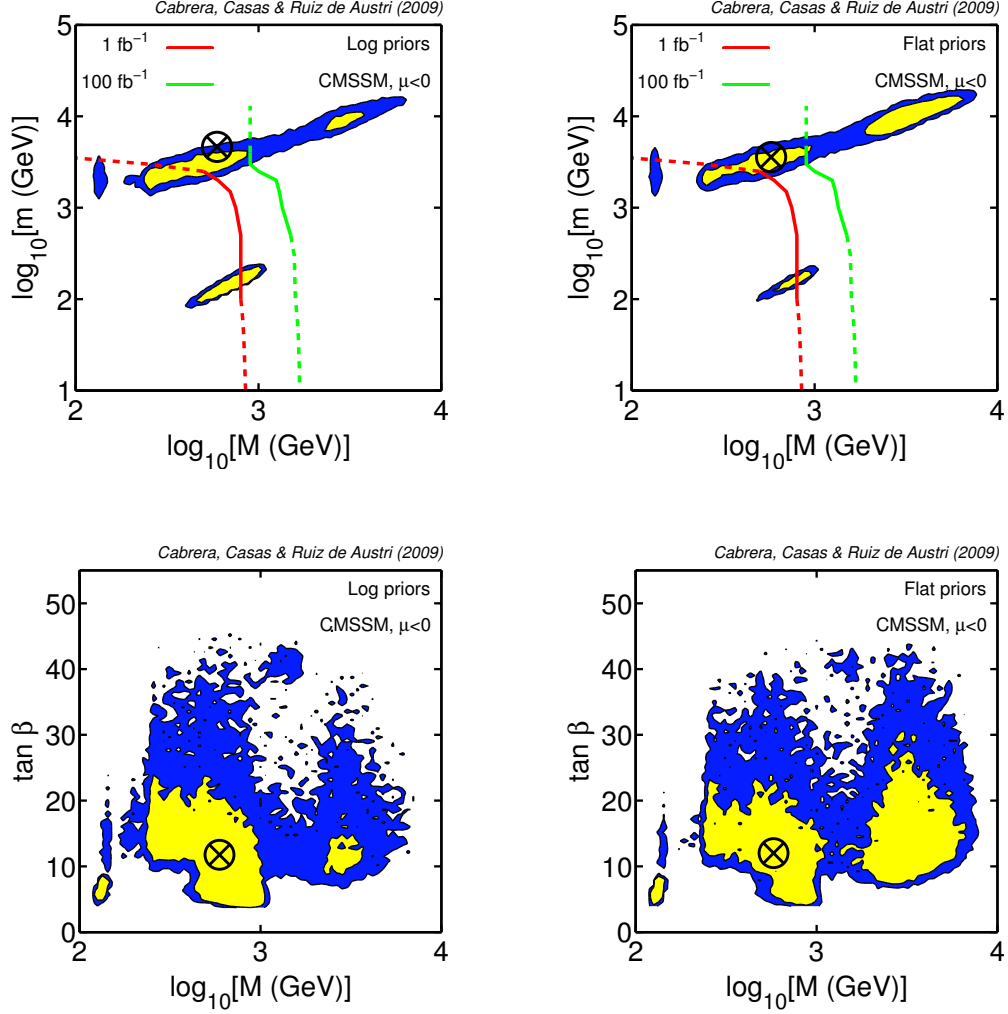 Cabrera, Casas & Ruiz de Austri (2009)
1 fb⁻¹
Log priors
100 fb⁻¹
CMSSM, μ<0
5
4
3
2
1
log₁₀[m (GeV)]
2
3
4
log₁₀[M (GeV)]
Cabrera, Casas & Ruiz de Austri (2009)
1 fb⁻¹
Flat priors
100 fb⁻¹
CMSSM, μ<0
5
4
3
2
1
log₁₀[m (GeV)]
2
3
4
log₁₀[M (GeV)]
Cabrera, Casas & Ruiz de Austri (2009)
Log priors
CMSSM, μ<0
50
40
30
20
10
0
tan β
2
3
4
log₁₀[M (GeV)]
Cabrera, Casas & Ruiz de Austri (2009)
Flat priors
CMSSM, μ<0
50
40
30
20
10
0
tan β
2
3
4
log₁₀[M (GeV)]